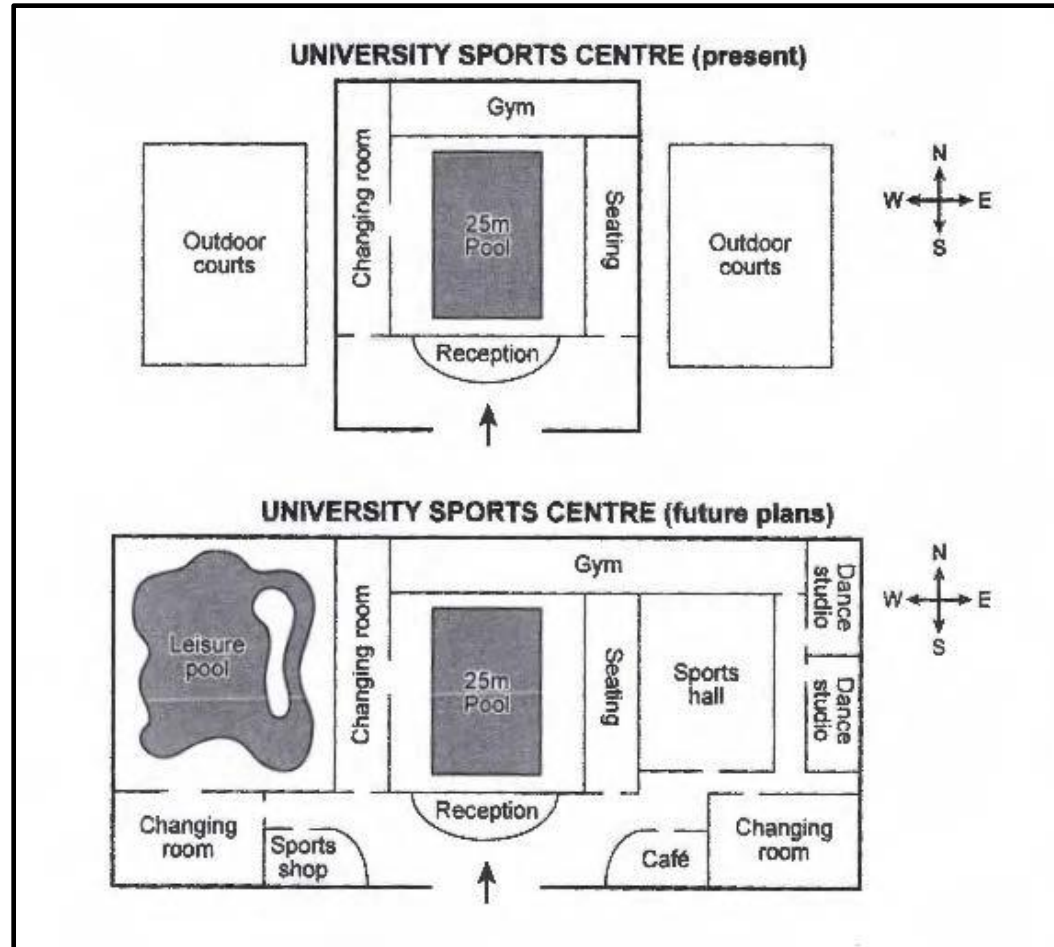 UNIVERSITY SPORTS CENTRE (present)
Gym
Changing room
25m
Pool
Seating
Outdoor
courts
Outdoor
courts
Reception
N
W E
S
UNIVERSITY SPORTS CENTRE (future plans)
Gym
Leisure
pool
Changing room
25m
Pool
Seating
Sports
hall
Dance
studio
Dance
studio
N
W E
S
Reception
Changing
room
Sports
shop
Café
Changing
room